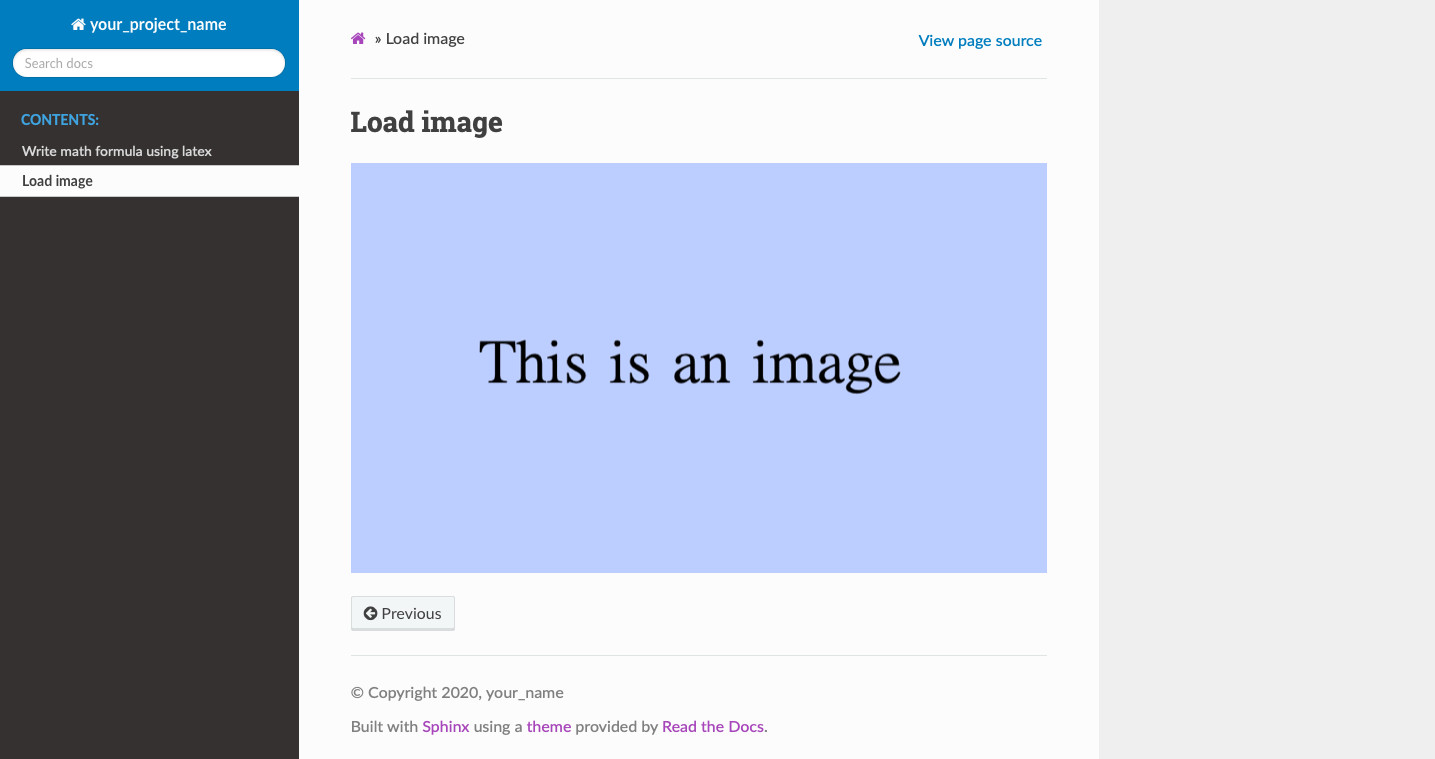 your_project_name
Search docs
CONTENTS:
Write math formula using latex
Load image
» Load image
View page source
Load image
This is an image
Previous
© Copyright 2020, your_name
Built with Sphinx using a theme provided by Read the Docs.